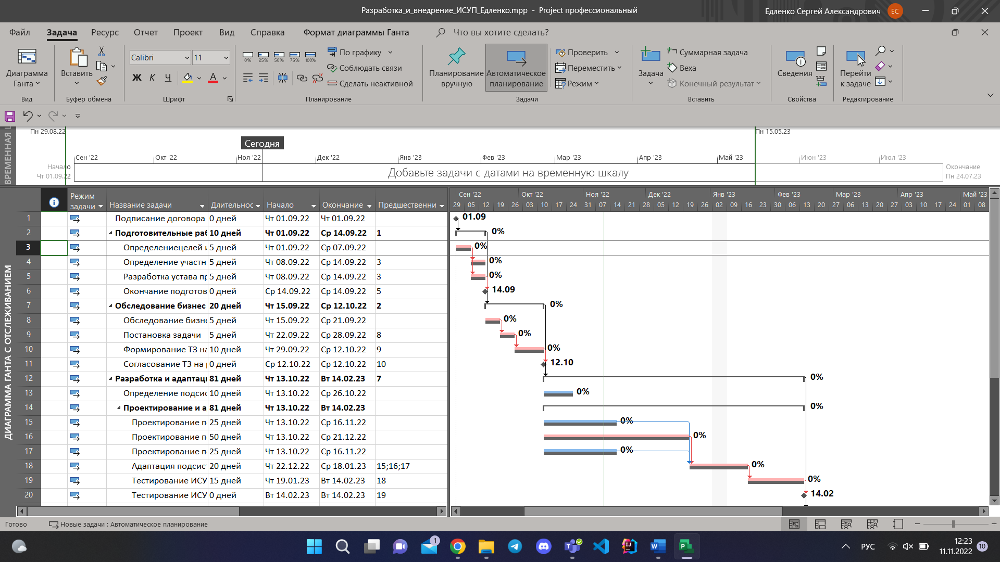 Разработка_и_внедрение_ИСУП_Едленко.mpp - Project профессиональный
Едленко Сергей Александрович ЕС
Файл Задача Ресурс Отчет Проект Вид Справка Формат диаграммы Ганта Что вы хотите сделать?
Диаграмма Ганта
Вид
Вставить
Буфер обмена
Calibri 11
Ж К Ч
Шрифт
0% 25% 50% 75% 100%
По графику
Соблюдать связи
Сделать неактивной
Планирование
Планирование вручную
Автоматическое планирование
Проверить
Переместить
Режим
Задачи
Задача
Суммарная задача
Веха
Конечный результат
Вставить
Сведения
Свойства
Перейти к задаче
Редактирование
ВРЕМЕННАЯ
Пн 29.08.22 Пн 15.05.23
Сегодня
Сен '22 Окт '22 Ноя '22 Дек '22 Янв '23 Фев '23 Мар '23 Апр '23 Май '23 Июн '23 Июл '23
Начало
Чт 01.09.22
Добавьте задачи с датами на временную шкалу
Окончание
Пн 24.07.23
ДИАГРАММА ГАНТА С ОТСЛЕЖИВАНИЕМ
Режим задачи Название задачи Длительнос Начало Окончание Предшественни
Сен '22 Окт '22 Ноя '22 Дек '22 Янв '23 Фев '23 Мар '23 Апр '23 Май '23
29 05 12 19 26 03 10 17 24 31 07 14 21 28 05 12 19 26 02 09 16 23 30 06 13 20 27 06 13 20 27 03 10 17 24 01 08
1 Подписание договора 0 дней Чт 01.09.22 Чт 01.09.22 01.09
2 Подготовительные раб 10 дней Чт 01.09.22 Ср 14.09.22 1 0%
3 Определениецелей и 5 дней Чт 01.09.22 Ср 07.09.22 0%
4 Определение участн 5 дней Чт 08.09.22 Ср 14.09.22 3 0%
5 Разработка устава пр 5 дней Чт 08.09.22 Ср 14.09.22 3 0%
6 Окончание подготов 0 дней Ср 14.09.22 Ср 14.09.22 5 14.09
7 Обследование бизнес 20 дней Чт 15.09.22 Ср 12.10.22 2 0%
8 Обследование бизне 5 дней Чт 15.09.22 Ср 21.09.22 0%
9 Постановка задачи 5 дней Чт 22.09.22 Ср 28.09.22 8 0%
10 Формирование ТЗ на 10 дней Чт 29.09.22 Ср 12.10.22 9 0%
11 Согласование ТЗ на 0 дней Ср 12.10.22 Ср 12.10.22 10 12.10
12 Разработка и адаптаци 81 дней Чт 13.10.22 Вт 14.02.23 7 0%
13 Определение подсис 10 дней Чт 13.10.22 Ср 26.10.22 0%
14 Проектирование и а 81 дней Чт 13.10.22 Вт 14.02.23 0%
15 Проектирование п 25 дней Чт 13.10.22 Ср 16.11.22 0%
16 Проектирование п 50 дней Чт 13.10.22 Ср 21.12.22 0%
17 Проектирование п 25 дней Чт 13.10.22 Ср 16.11.22 0%
18 Адаптация подсис 20 дней Чт 22.12.22 Ср 18.01.23 15;16;17 0%
19 Тестирование ИСУ 15 дней Чт 19.01.23 Вт 14.02.23 18 0%
20 Тестирование ИСУ 0 дней Вт 14.02.23 Вт 14.02.23 19 14.02
Готово Новые задачи : Автоматическое планирование
1
РУС 12:23
11.11.2022 10